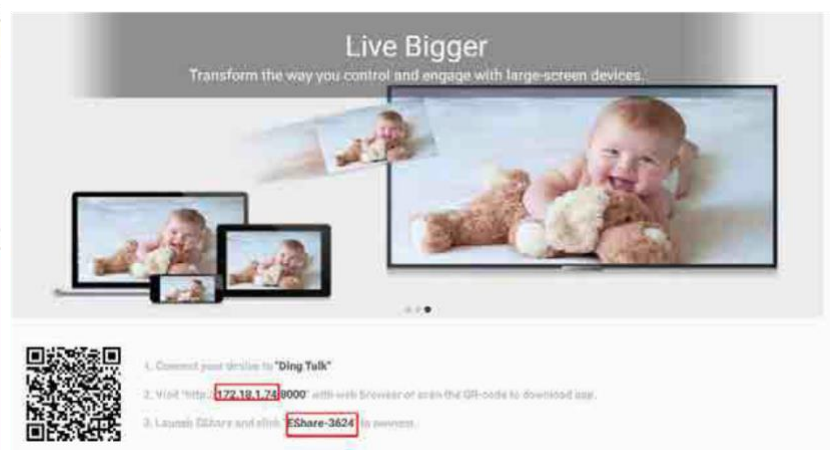 Live Bigger
Transform the way you control and engage with large-screen devices.
1. Connect your device to "Ding Talk"
2. Visit "http://172.18.1.74:8000" with web browser or scan the QR-code to download app.
3. Launch EShare and click "EShare-3624" to connect.